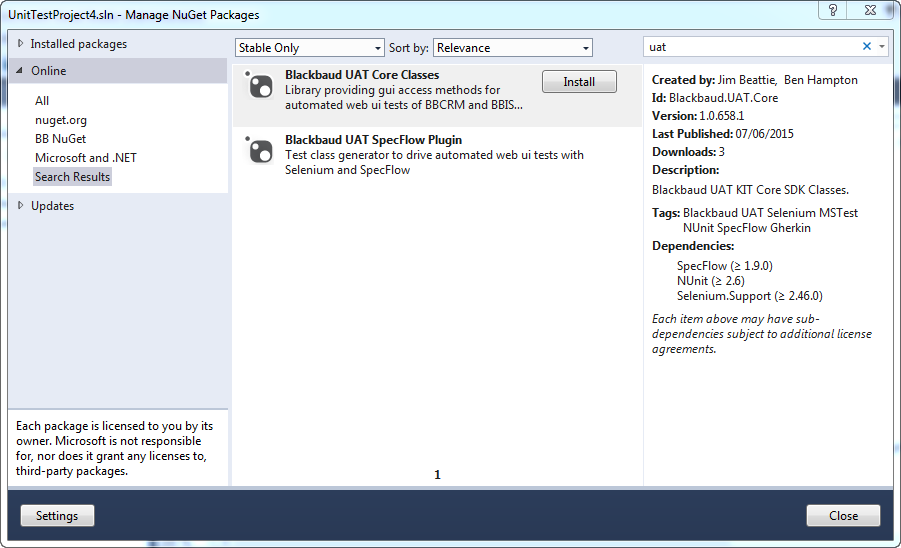 UnitTestProject4.sln - Manage NuGet Packages
Installed packages
Online
All
nuget.org
BB NuGet
Microsoft and .NET
Search Results
Updates
Each package is licensed to you by its
owner. Microsoft is not responsible
for, nor does it grant any licenses to,
third-party packages.
Stable Only
Sort by: Relevance
Blackbaud UAT Core Classes
Library providing gui access methods for
automated web ui tests of BBCRM and BBIS...
Install
Blackbaud UAT SpecFlow Plugin
Test class generator to drive automated web ui tests with
Selenium and SpecFlow
1
uat
Created by: Jim Beattie, Ben Hampton
Id: Blackbaud.UAT.Core
Version: 1.0.658.1
Last Published: 07/06/2015
Downloads: 3
Description:
Blackbaud UAT KIT Core SDK Classes.
Tags: Blackbaud UAT Selenium MSTest
NUnit SpecFlow Gherkin
Dependencies:
SpecFlow (≥ 1.9.0)
NUnit (≥ 2.6)
Selenium.Support (≥ 2.46.0)
Each item above may have sub-
dependencies subject to additional license
agreements.
Settings
Close